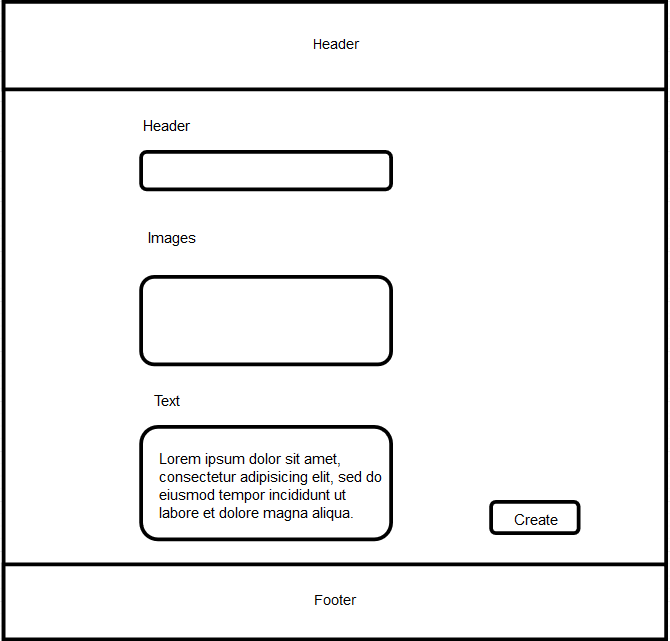 Header
Header
Images
Text
Lorem ipsum dolor sit amet,
consectetur adipisicing elit, sed do
eiusmod tempor incididunt ut
labore et dolore magna aliqua.
Create
Footer